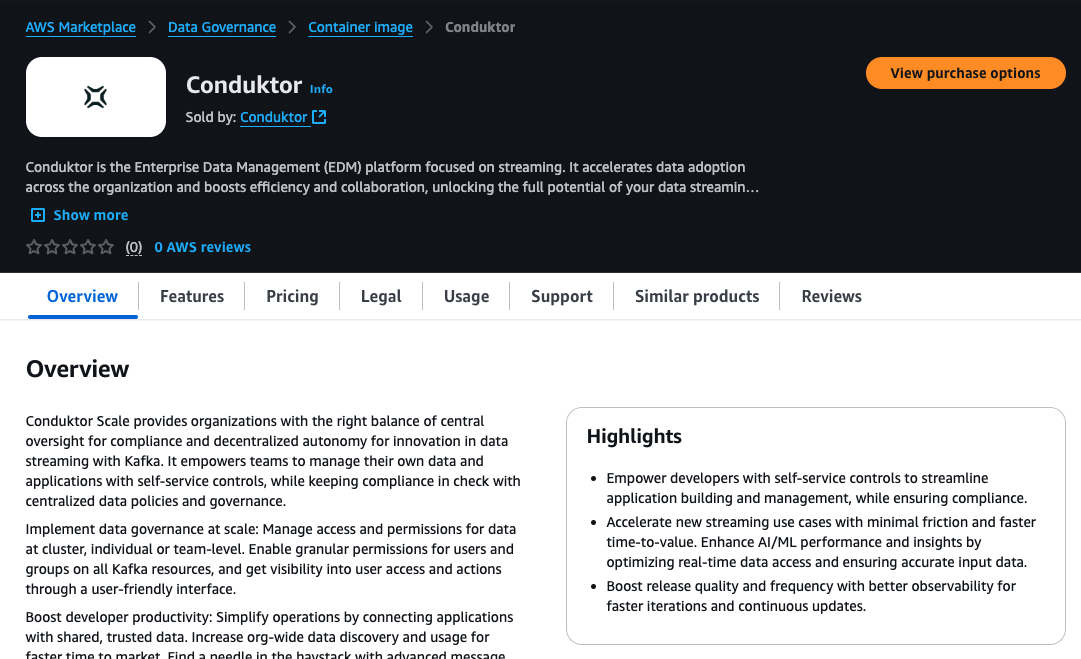 AWS Marketplace > Data Governance > Container image > Conduktor
Conduktor Info
View purchase options
Sold by: Conduktor
Conduktor is the Enterprise Data Management (EDM) platform focused on streaming. It accelerates data adoption
across the organization and boosts efficiency and collaboration, unlocking the full potential of your data streamin…
Show more
(0) 0 AWS reviews
Overview Features Pricing Legal Usage Support Similar products Reviews
Overview
Conduktor Scale provides organizations with the right balance of central
oversight for compliance and decentralized autonomy for innovation in data
streaming with Kafka. It empowers teams to manage their own data and
applications with self-service controls, while keeping compliance in check with
centralized data policies and governance.
Implement data governance at scale: Manage access and permissions for data
at cluster, individual or team-level. Enable granular permissions for users and
groups on all Kafka resources, and get visibility into user access and actions
through a user-friendly interface.
Boost developer productivity: Simplify operations by connecting applications
with shared, trusted data. Increase org-wide data discovery and usage for
faster time to market. Find a needle in the haystack with advanced message
Highlights
• Empower developers with self-service controls to streamline
application building and management, while ensuring compliance.
• Accelerate new streaming use cases with minimal friction and faster
time-to-value. Enhance AI/ML performance and insights by
optimizing real-time data access and ensuring accurate input data.
• Boost release quality and frequency with better observability for
faster iterations and continuous updates.